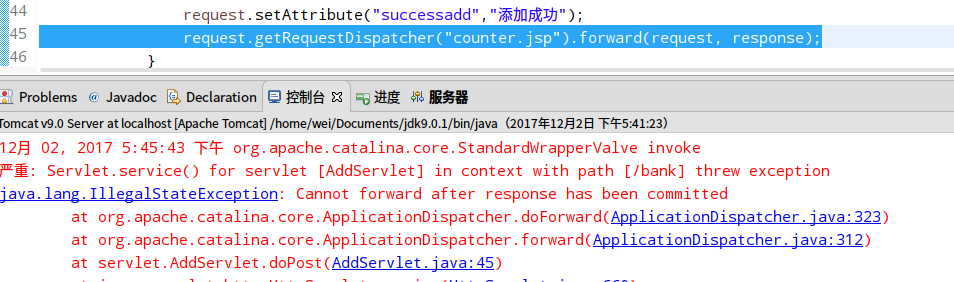 44 request.setAttribute("successadd","添加成功");
45 request.getRequestDispatcher("counter.jsp").forward(request, response);
46 }
Problems @ Javadoc Declaration 控制台 进度 服务器
Tomcat v9.0 Server at localhost [Apache Tomcat] /home/wei/Documents/jdk9.0.1/bin/java（2017年12月2日 下午5:41:23）
12月 02, 2017 5:45:43 下午 org.apache.catalina.core.StandardWrapperValve invoke
严重: Servlet.service() for servlet [AddServlet] in context with path [/bank] threw exception
java.lang.IllegalStateException: Cannot forward after response has been committed
at org.apache.catalina.core.ApplicationDispatcher.doForward(ApplicationDispatcher.java:323)
at org.apache.catalina.core.ApplicationDispatcher.forward(ApplicationDispatcher.java:312)
at servlet.AddServlet.doPost(AddServlet.java:45)